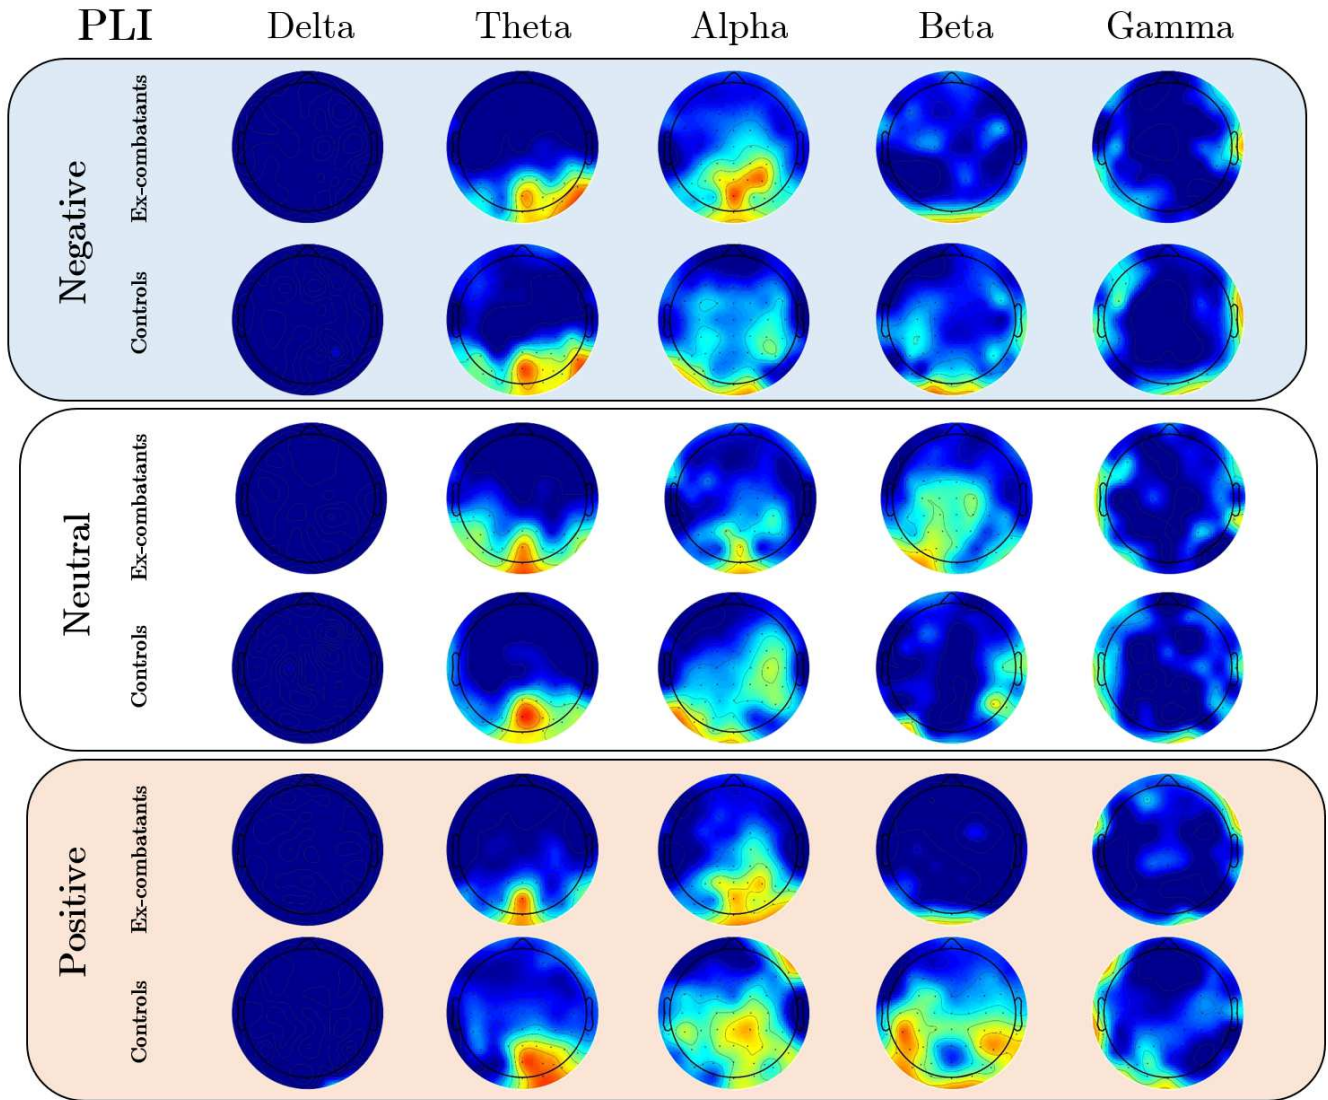 PLI Delta Theta Alpha Beta Gamma
Negative
Ex-combatants
Controls
Neutral
Ex-combatants
Controls
Positive
Ex-combatants
Controls